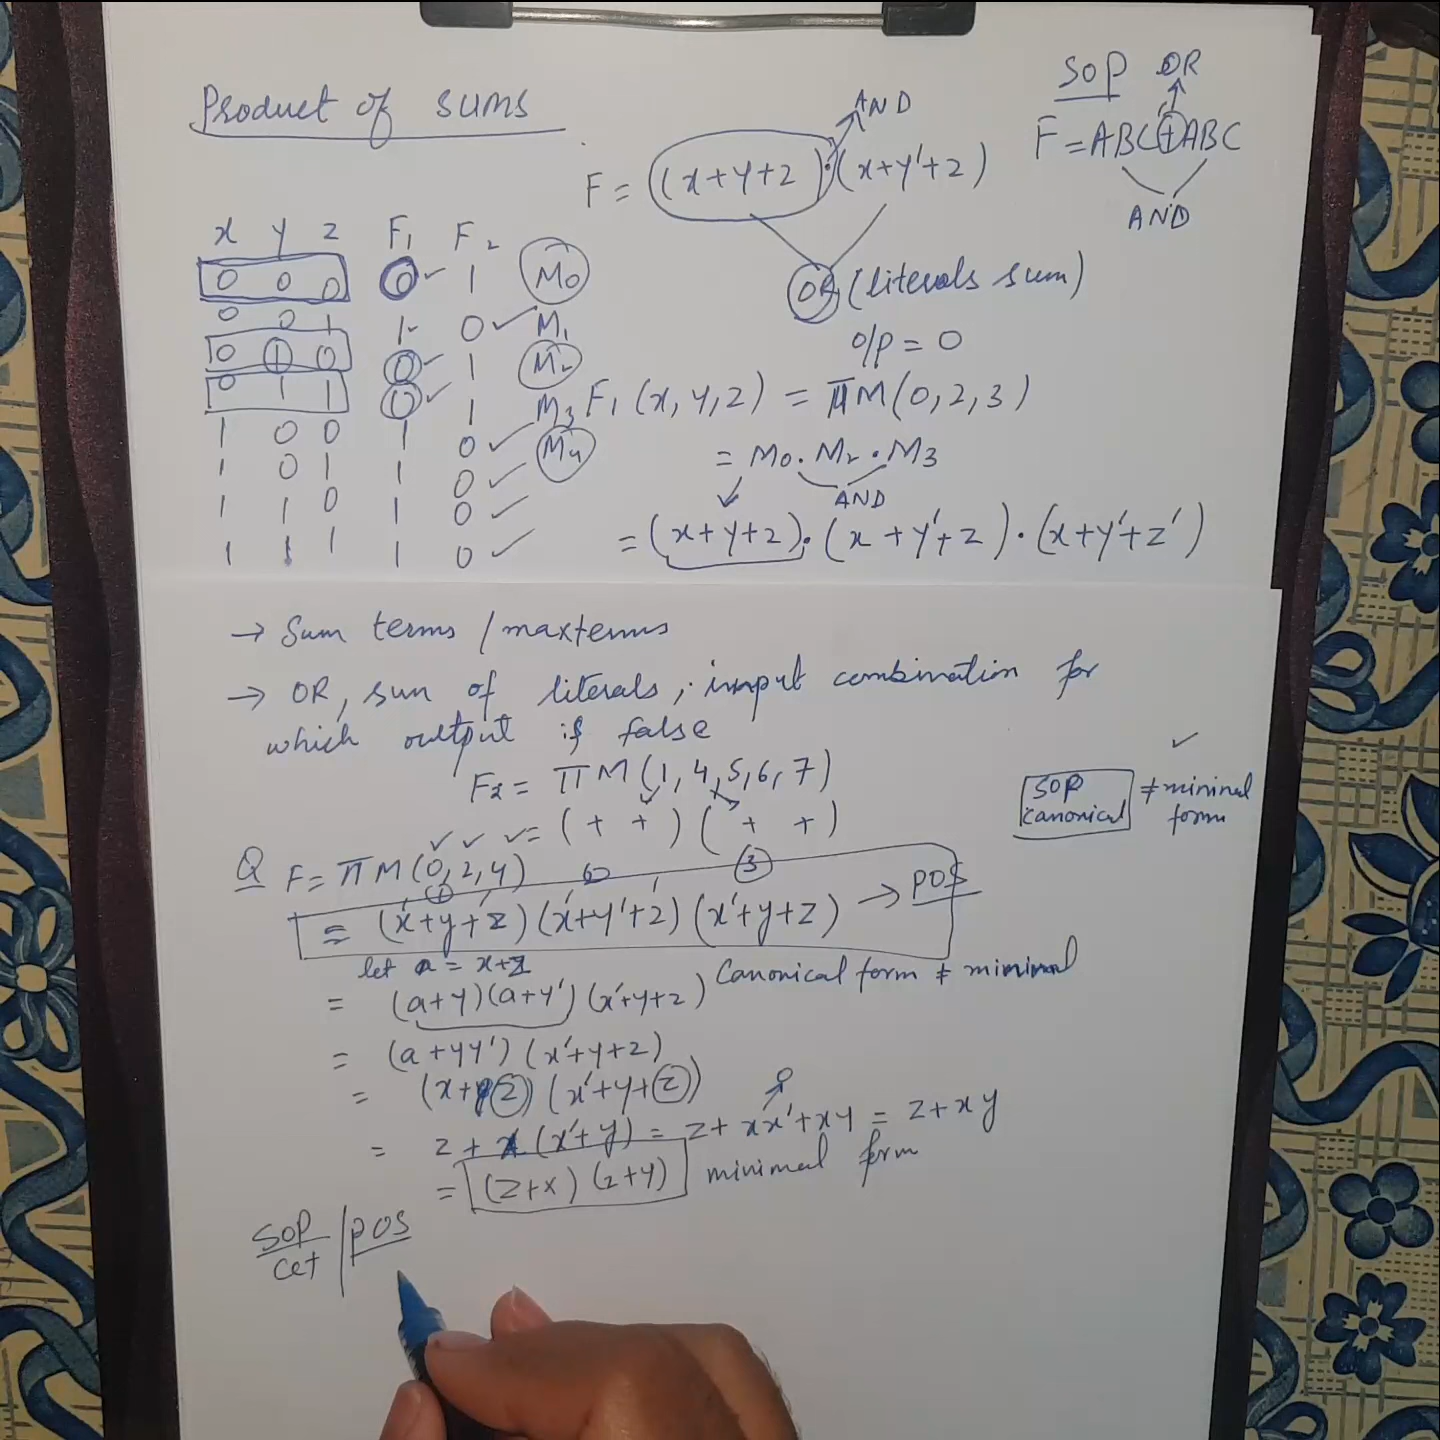 Product of sums
AND
F = (x+y+z).(x+y'+z)
SOP OR
F = ABC + ABC
AND
OR (literals sum)
o/p = 0
x y z F1 F2
0 0 0 0 1 M0
0 0 1 1 0 M1
0 1 0 0 1 M2
0 1 1 0 1 M3
1 0 0 1 0 M4
1 0 1 1 0
1 1 0 1 0
1 1 1 1 0
F1 (x, y, z) = πM(0, 2, 3)
= M0 . M2 . M3
AND
= (x+y+z).(x+y'+z).(x+y'+z')
→ Sum terms / maxterms
→ OR, sum of literals, input combination for
which output is false
F2 = πM(1, 4, 5, 6, 7)
= ( + + ) ( + + )
SOP canonical ≠ minimal form
Q F = πM(0, 2, 4)
① ③
= (x+y+z) (x+y'+z) (x'+y+z) → POS
let a = x+z
Canonical form ≠ minimal
= (a+y)(a+y') (x'+y+z)
= (a+yy') (x'+y+z)
= (x+z) (x'+y+z)
= z + x(x'+y) = z + xx' + xy = z + xy
= (z+x) (z+y) minimal form
SOP / POS